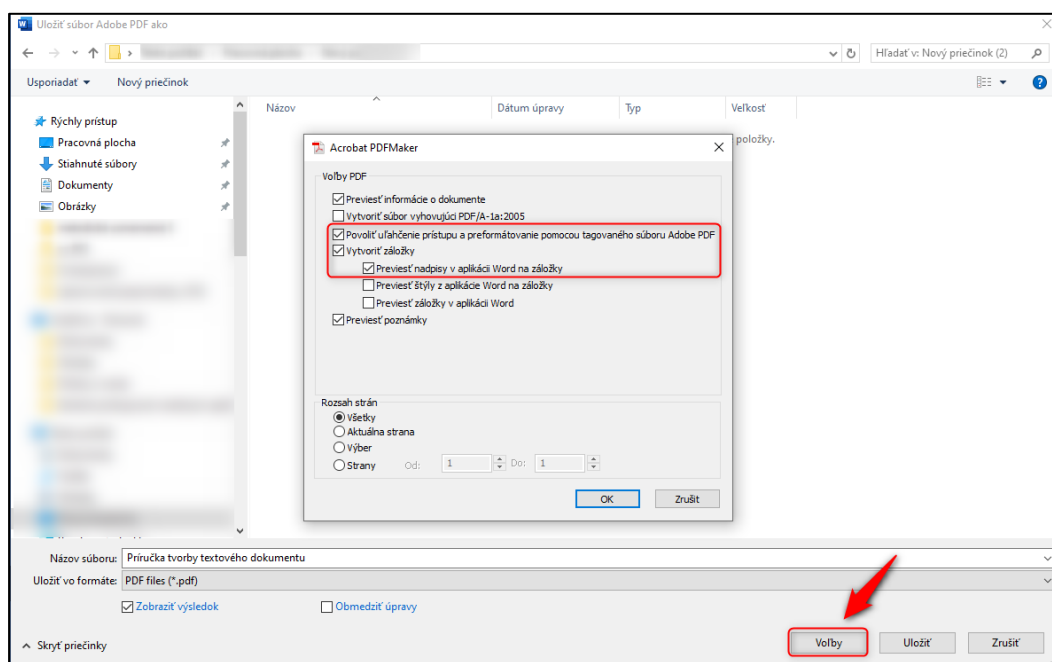 Uložiť súbor Adobe PDF ako
Hľadať v: Nový priečinok (2)
Usporiadať
Nový priečinok
Rýchly prístup
Pracovná plocha
Stiahnuté súbory
Dokumenty
Obrázky
Názov
Dátum úpravy
Typ
Veľkosť
položky.
Acrobat PDFMaker
Voľby PDF
Previesť informácie o dokumente
Vytvoriť súbor vyhovujúci PDF/A-1a:2005
Povoliť uľahčenie prístupu a preformátovanie pomocou tagovaného súboru Adobe PDF
Vytvoriť záložky
Previesť nadpisy v aplikácii Word na záložky
Previesť štýly z aplikácie Word na záložky
Previesť záložky v aplikácii Word
Previesť poznámky
Rozsah strán
Všetky
Aktuálna strana
Výber
Strany Od: 1 Do: 1
OK
Zrušiť
Názov súboru: Príručka tvorby textového dokumentu
Uložiť vo formáte: PDF files (*.pdf)
Zobraziť výsledok
Obmedziť úpravy
Skryť priečinky
Voľby
Uložiť
Zrušiť